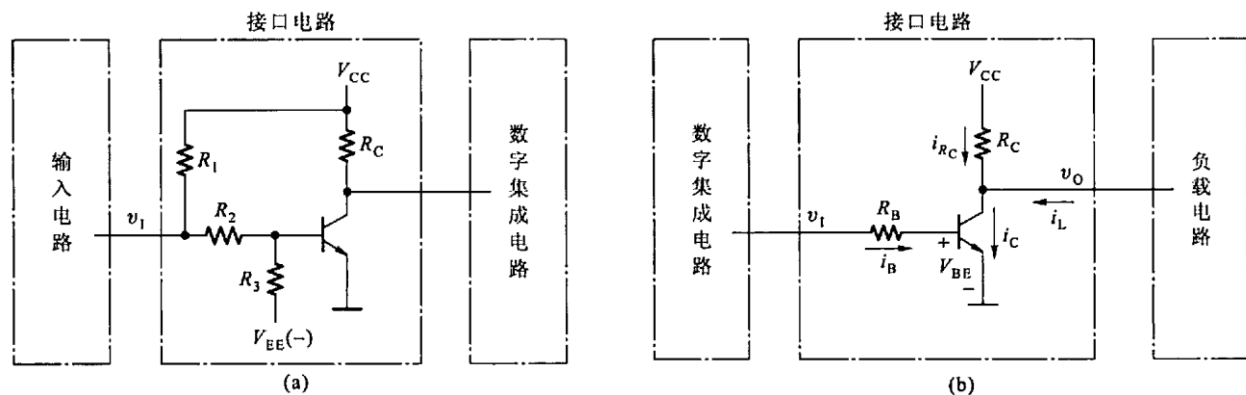 接口电路
输入电路
V_CC
R_1
R_C
v_I
R_2
R_3
V_EE(−)
数字集成电路
(a)
接口电路
数字集成电路
V_CC
i_RC
R_C
v_O
v_I
R_B
i_B
+
V_BE
−
i_C
i_L
负载电路
(b)